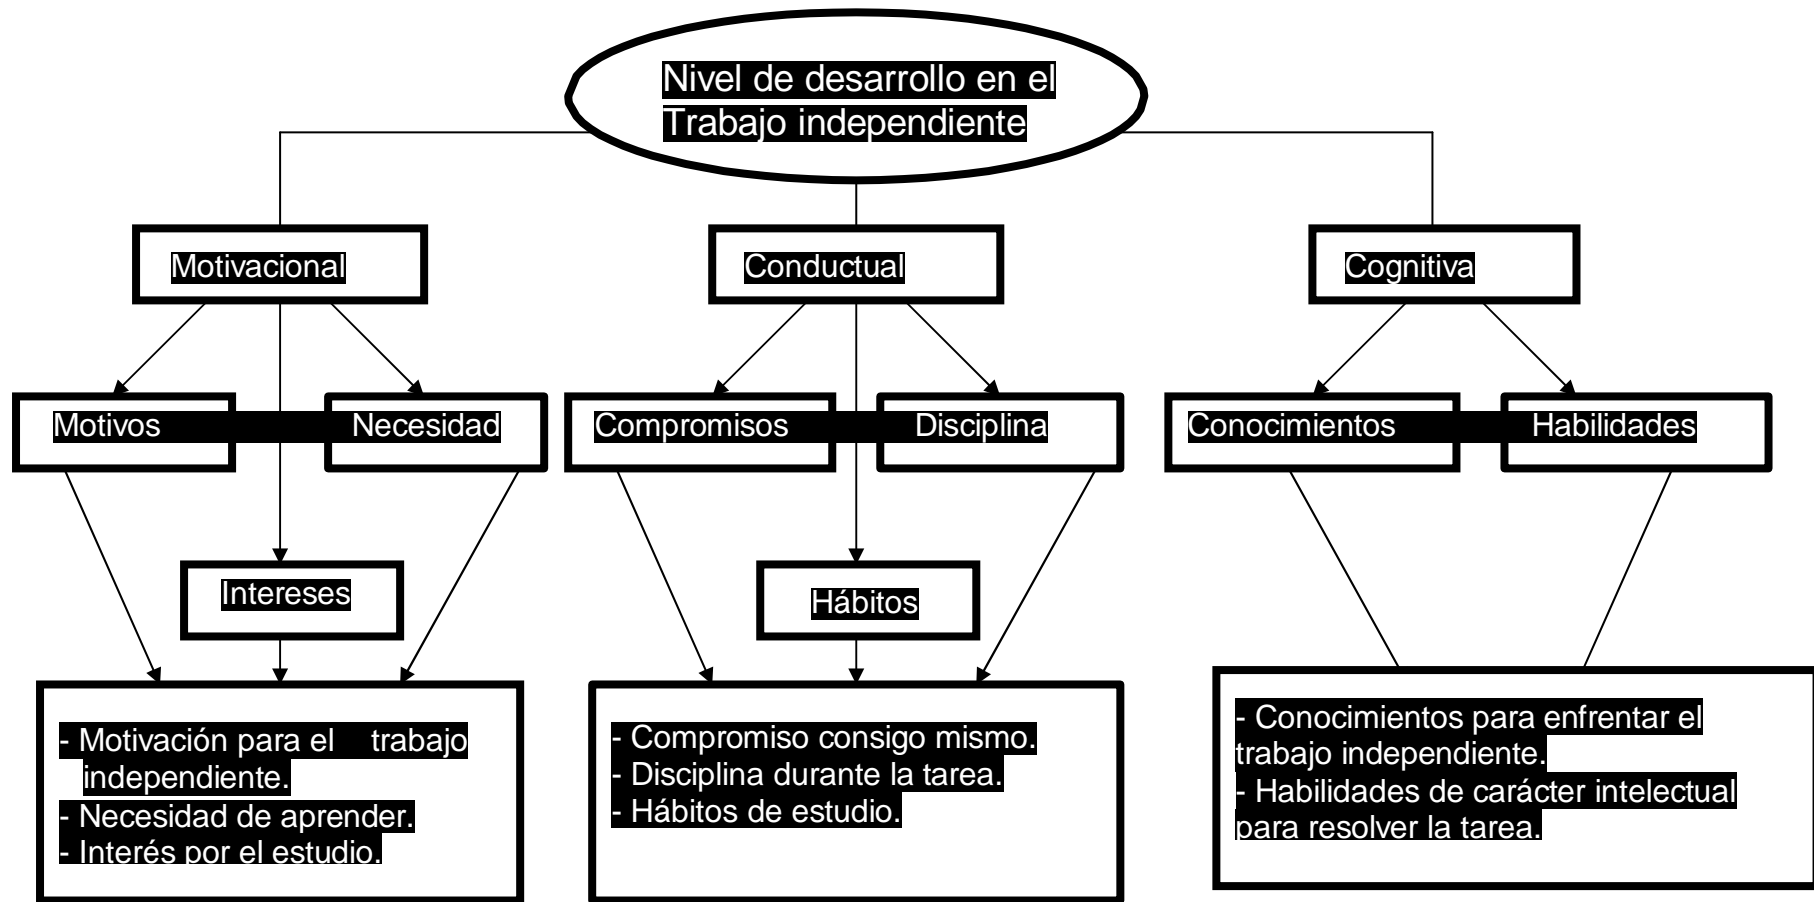 Nivel de desarrollo en el
Trabajo independiente
Motivacional
Conductual
Cognitiva
Motivos
Necesidad
Compromisos
Disciplina
Conocimientos
Habilidades
Intereses
Hábitos
- Motivación para el trabajo
independiente.
- Necesidad de aprender.
- Interés por el estudio.
- Compromiso consigo mismo.
- Disciplina durante la tarea.
- Hábitos de estudio.
- Conocimientos para enfrentar el
trabajo independiente.
- Habilidades de carácter intelectual
para resolver la tarea.